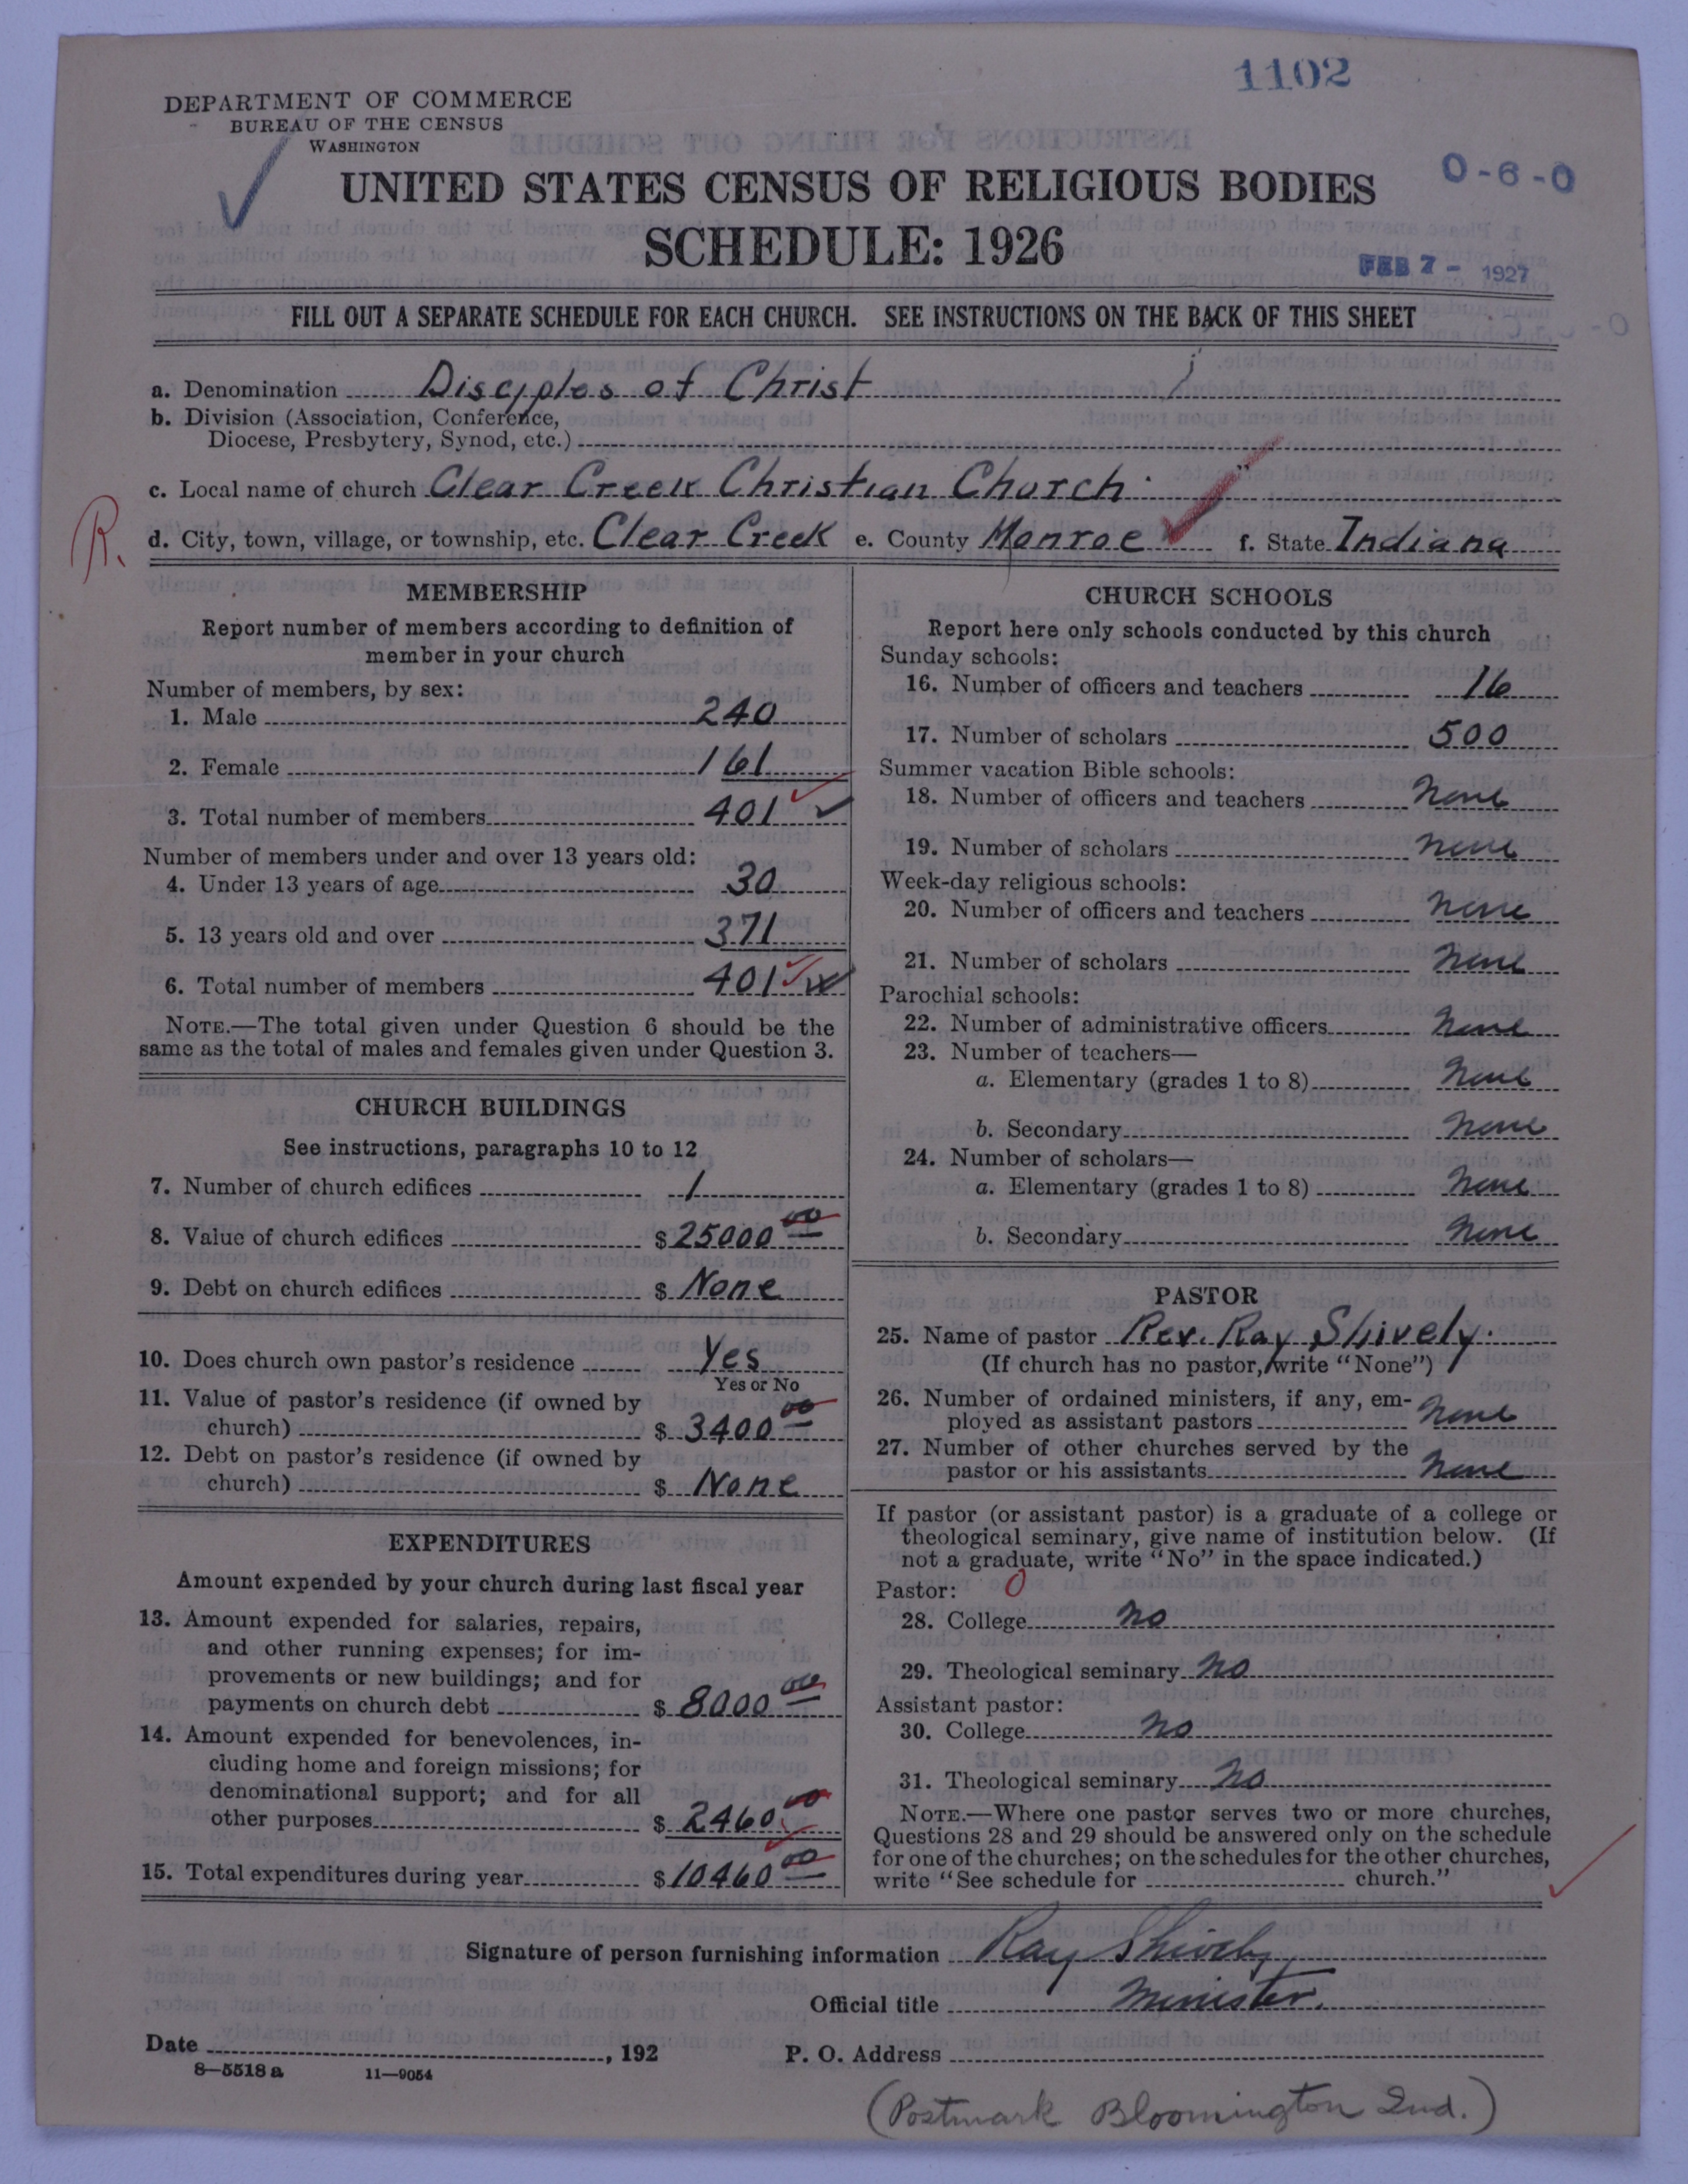 1102
DEPARTMENT OF COMMERCE
BUREAU OF THE CENSUS
WASHINGTON
UNITED STATES CENSUS OF RELIGIOUS BODIES
0-6-0
SCHEDULE: 1926
FEB 7 - 1927
FILL OUT A SEPARATE SCHEDULE FOR EACH CHURCH. SEE INSTRUCTIONS ON THE BACK OF THIS SHEET
a. Denomination Disciples of Christ
b. Division (Association, Conference,
Diocese, Presbytery, Synod, etc.)
c. Local name of church Clear Creek Christian Church.
R. d. City, town, village, or township, etc. Clear Creek e. County Monroe f. State Indiana
MEMBERSHIP
Report number of members according to definition of
member in your church
Number of members, by sex:
1. Male 240
2. Female 161
3. Total number of members 401
Number of members under and over 13 years old:
4. Under 13 years of age 30
5. 13 years old and over 371
6. Total number of members 401
NOTE.—The total given under Question 6 should be the
same as the total of males and females given under Question 3.
CHURCH BUILDINGS
See instructions, paragraphs 10 to 12
7. Number of church edifices 1
8. Value of church edifices $ 25000 00
9. Debt on church edifices $ None
10. Does church own pastor's residence Yes
Yes or No
11. Value of pastor's residence (if owned by
church) $ 3400 00
12. Debt on pastor's residence (if owned by
church) $ None
EXPENDITURES
Amount expended by your church during last fiscal year
13. Amount expended for salaries, repairs,
and other running expenses; for im-
provements or new buildings; and for
payments on church debt $ 8000 00
14. Amount expended for benevolences, in-
cluding home and foreign missions; for
denominational support; and for all
other purposes $ 2460 00
15. Total expenditures during year $ 10460 00
CHURCH SCHOOLS
Report here only schools conducted by this church
Sunday schools:
16. Number of officers and teachers 16
17. Number of scholars 500
Summer vacation Bible schools:
18. Number of officers and teachers None
19. Number of scholars None
Week-day religious schools:
20. Number of officers and teachers None
21. Number of scholars None
Parochial schools:
22. Number of administrative officers None
23. Number of teachers—
a. Elementary (grades 1 to 8) None
b. Secondary None
24. Number of scholars—
a. Elementary (grades 1 to 8) None
b. Secondary None
PASTOR
25. Name of pastor Rev. Ray Shively.
(If church has no pastor, write "None")
26. Number of ordained ministers, if any, em-
ployed as assistant pastors None
27. Number of other churches served by the
pastor or his assistants None
If pastor (or assistant pastor) is a graduate of a college or
theological seminary, give name of institution below. (If
not a graduate, write "No" in the space indicated.)
Pastor: 0
28. College no
29. Theological seminary no
Assistant pastor:
30. College no
31. Theological seminary no
NOTE.—Where one pastor serves two or more churches,
Questions 28 and 29 should be answered only on the schedule
for one of the churches; on the schedules for the other churches,
write "See schedule for church."
Signature of person furnishing information Ray Shively
Official title Minister.
Date , 192 P. O. Address
8—5518 a 11—9054
(Postmark Bloomington Ind.)